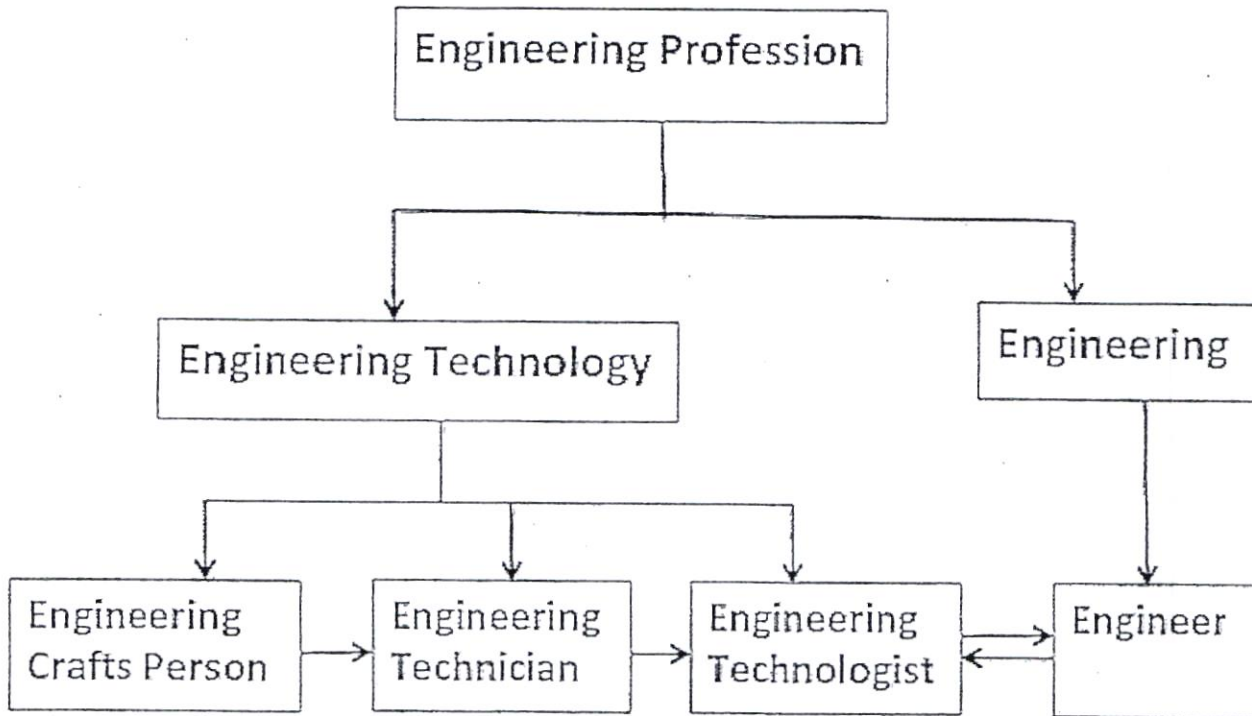 Engineering Profession
Engineering Technology
Engineering
Engineering
Crafts Person
Engineering
Technician
Engineering
Technologist
Engineer